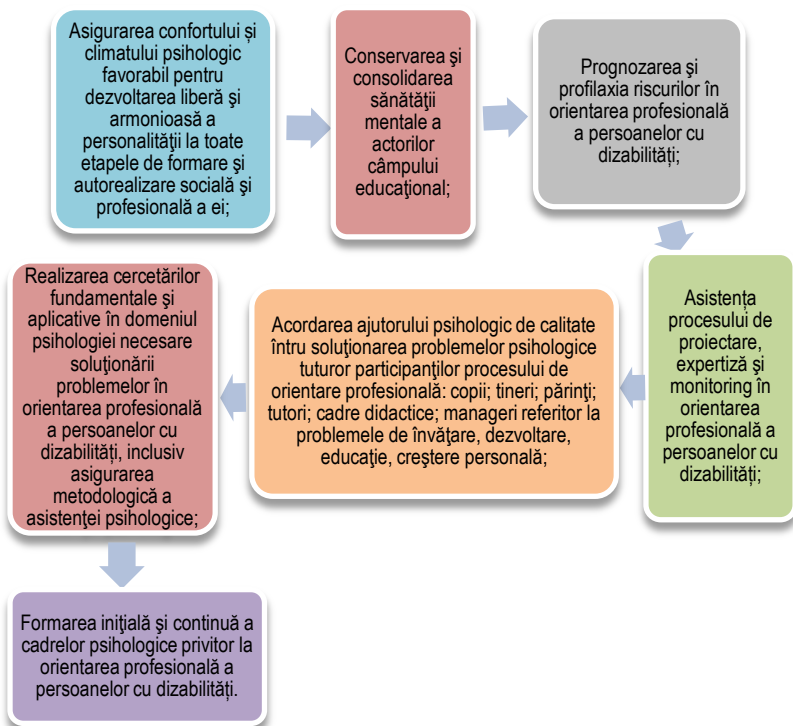 Asigurarea confortului și
climatului psihologic
favorabil pentru
dezvoltarea liberă şi
armonioasă a
personalităţii la toate
etapele de formare şi
autorealizare socială şi
profesională a ei;
Conservarea şi
consolidarea
sănătăţii
mentale a
actorilor
câmpului
educaţional;
Prognozarea şi
profilaxia riscurilor în
orientarea profesională
a persoanelor cu
dizabilități;
Asistența
procesului de
proiectare,
expertiză şi
monitoring în
orientarea
profesională a
persoanelor cu
dizabilități;
Acordarea ajutorului psihologic de calitate
întru soluţionarea problemelor psihologice
tuturor participanţilor procesului de
orientare profesională: copii; tineri; părinţi;
tutori; cadre didactice; manageri referitor la
problemele de învăţare, dezvoltare,
educaţie, creştere personală;
Realizarea cercetărilor
fundamentale şi
aplicative în domeniul
psihologiei necesare
soluționării
problemelor în
orientarea profesională
a persoanelor cu
dizabilități, inclusiv
asigurarea
metodologică a
asistenţei psihologice;
Formarea iniţială şi continuă a
cadrelor psihologice privitor la
orientarea profesională a
persoanelor cu dizabilități.